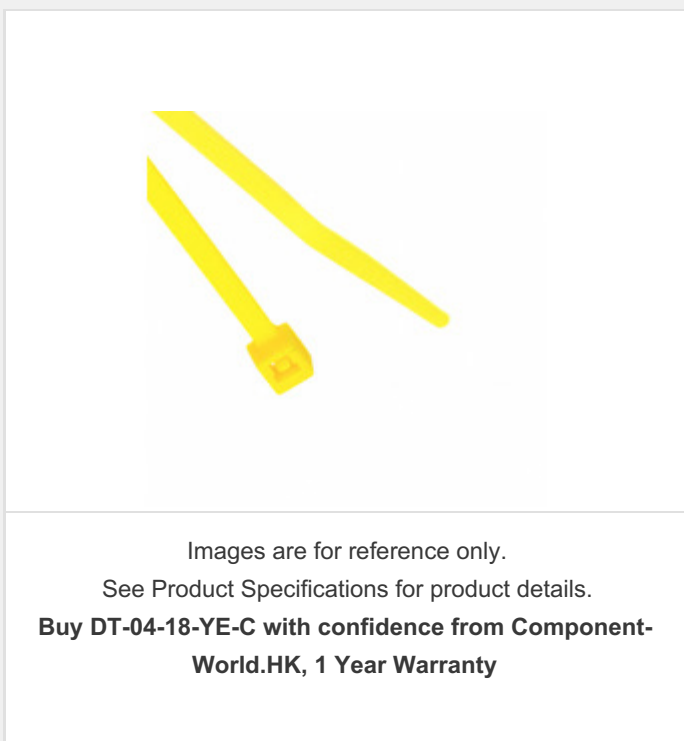 Images are for reference only.
See Product Specifications for product details.
Buy DT-04-18-YE-C with confidence from Component-
World.HK, 1 Year Warranty